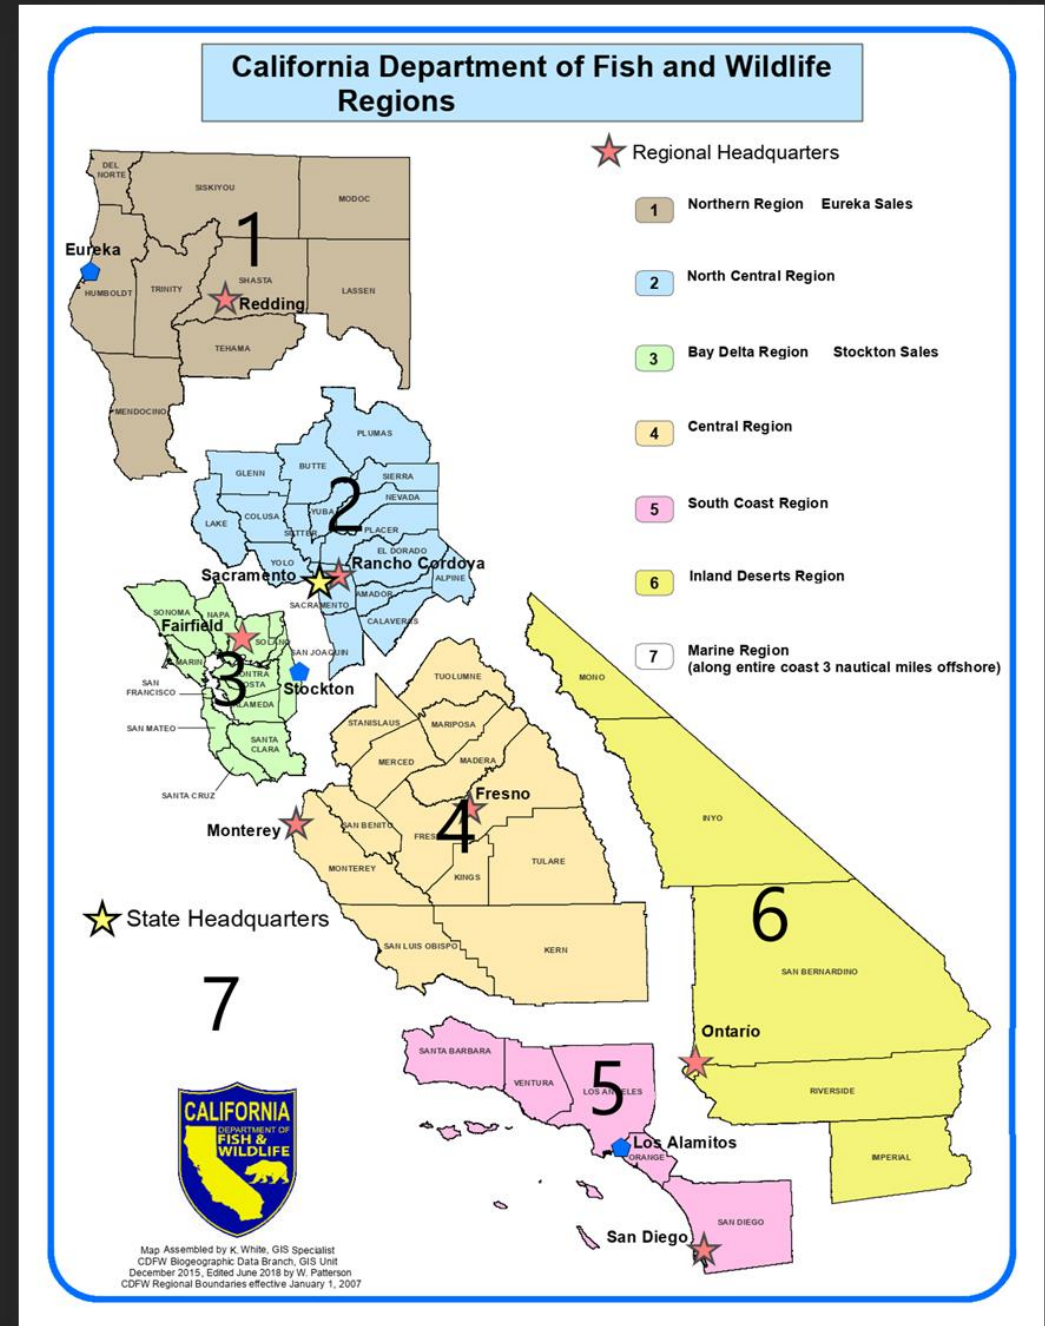 California Department of Fish and Wildlife
Regions
Regional Headquarters
1 Northern Region Eureka Sales
2 North Central Region
3 Bay Delta Region Stockton Sales
4 Central Region
5 South Coast Region
6 Inland Deserts Region
7 Marine Region
(along entire coast 3 nautical miles offshore)
DEL
NORTE
SISKIYOU
MODOC
1
Eureka
HUMBOLDT
TRINITY
SHASTA
LASSEN
Redding
TEHAMA
MENDOCINO
PLUMAS
GLENN
BUTTE
SIERRA
2
NEVADA
LAKE
COLUSA
YUBA
SUTTER
PLACER
YOLO
EL DORADO
Rancho Cordova
Sacramento
ALPINE
AMADOR
SACRAMENTO
CALAVERAS
SAN JOAQUIN
SONOMA
NAPA
Fairfield
SOLANO
MARIN
3
CONTRA
COSTA
Stockton
SAN
FRANCISCO
ALAMEDA
SAN MATEO
SANTA
CLARA
SANTA CRUZ
TUOLUMNE
STANISLAUS
MARIPOSA
MERCED
MADERA
Fresno
Monterey
SAN BENITO
FRESNO
4
MONTEREY
KINGS
TULARE
SAN LUIS OBISPO
KERN
MONO
INYO
6
SAN BERNARDINO
Ontario
RIVERSIDE
IMPERIAL
State Headquarters
7
SANTA BARBARA
VENTURA
5
LOS ANGELES
Los Alamitos
ORANGE
SAN DIEGO
San Diego
CALIFORNIA
DEPARTMENT OF
FISH &
WILDLIFE
Map Assembled by K. White, GIS Specialist
CDFW Biogeographic Data Branch, GIS Unit
December 2015, Edited June 2018 by W. Patterson
CDFW Regional Boundaries effective January 1, 2007